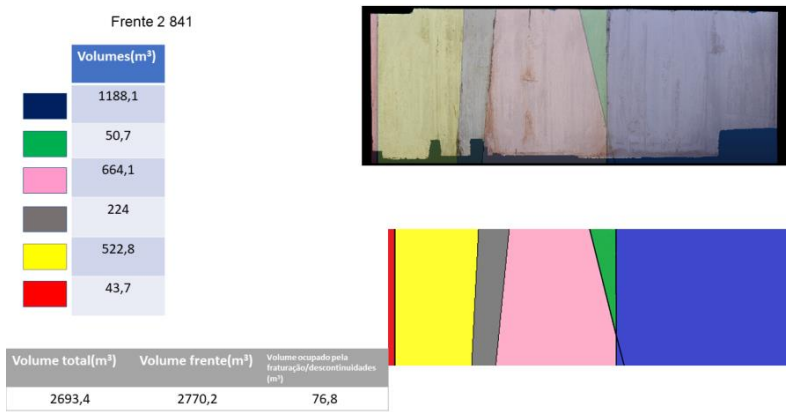 Frente 2 841
Volumes(m³)
1188,1
50,7
664,1
224
522,8
43,7
Volume total(m³) Volume frente(m³) Volume ocupado pela
fraturação/descontinuidades
(m³)
2693,4 2770,2 76,8